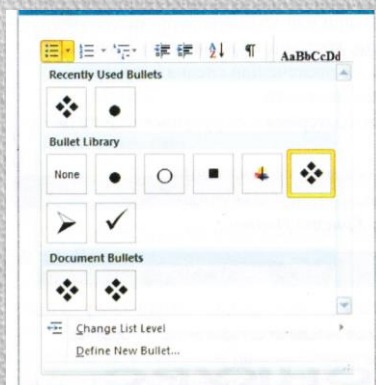 AaBbCcDd
Recently Used Bullets
Bullet Library
None
Document Bullets
Change List Level
Define New Bullet...